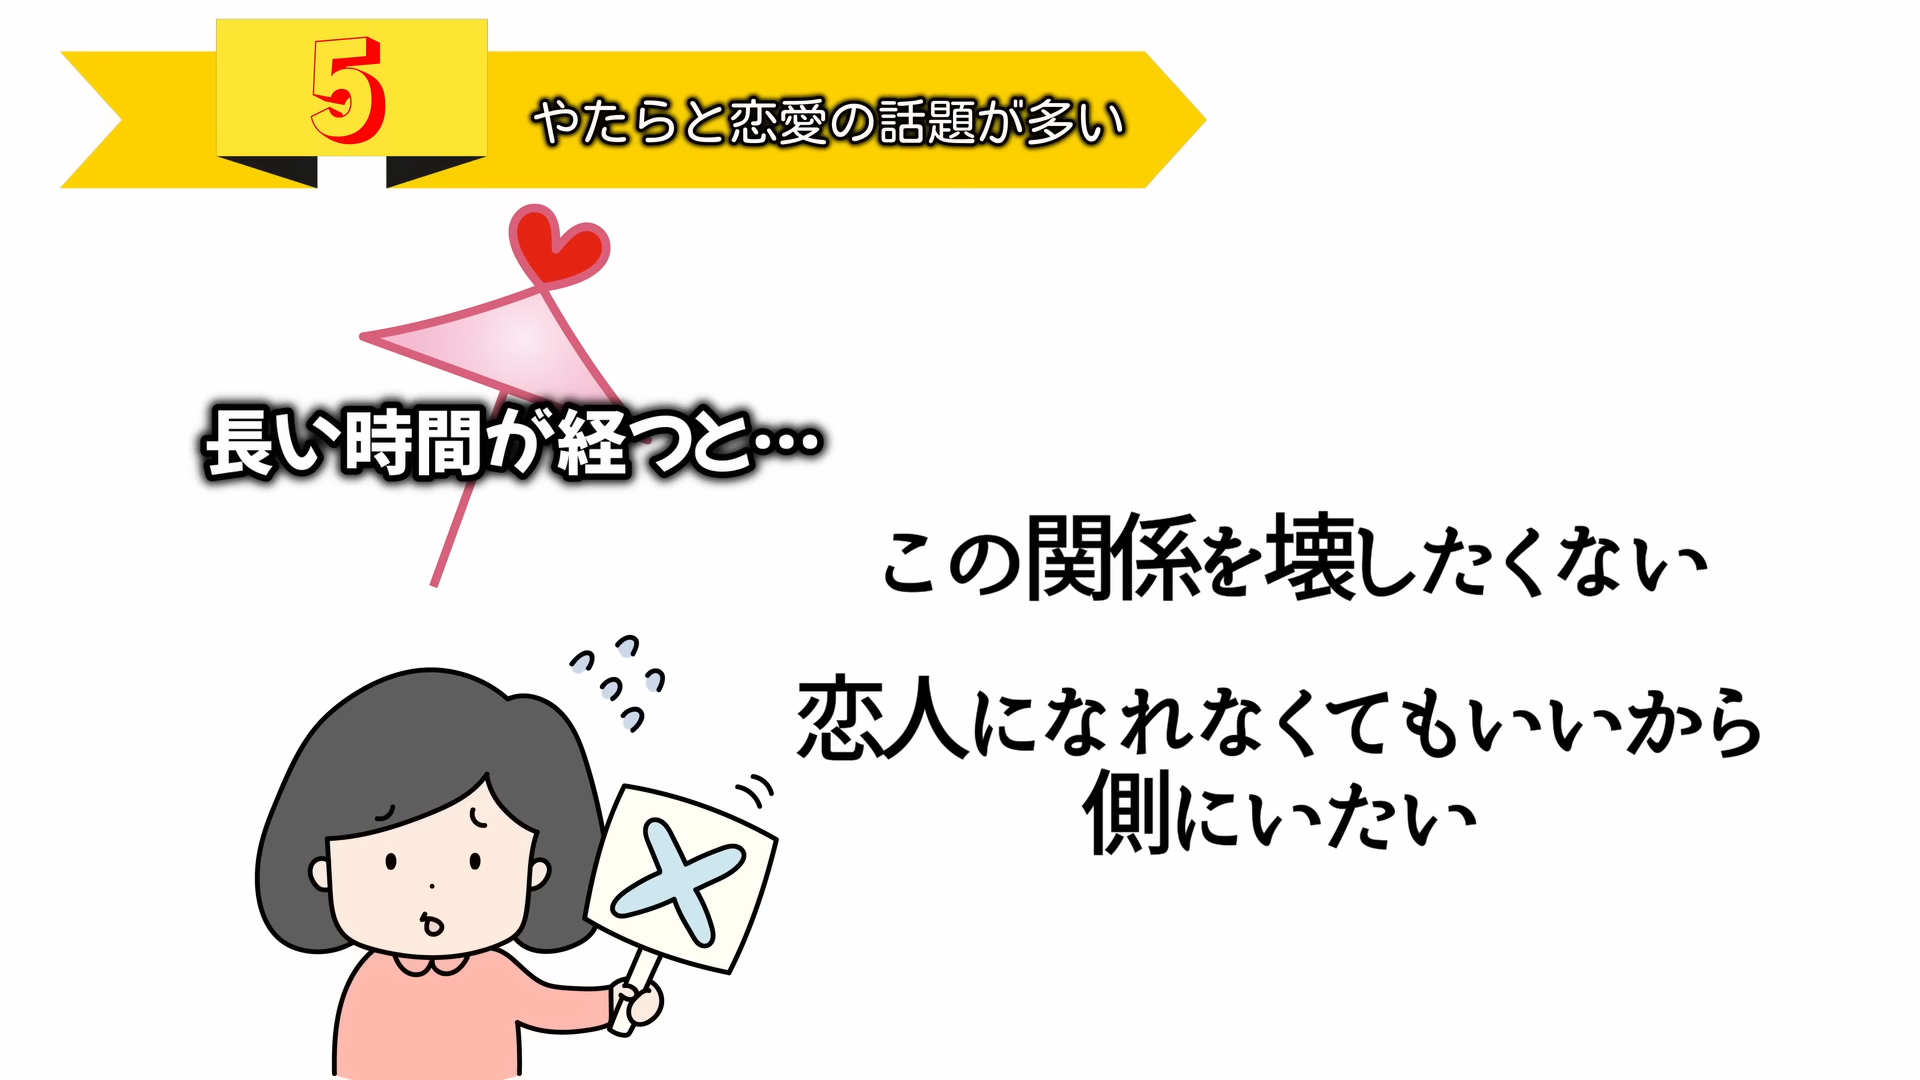 5
やたらと恋愛の話題が多い
長い時間が経つと…
この関係を壊したくない
恋人になれなくてもいいから
側にいたい